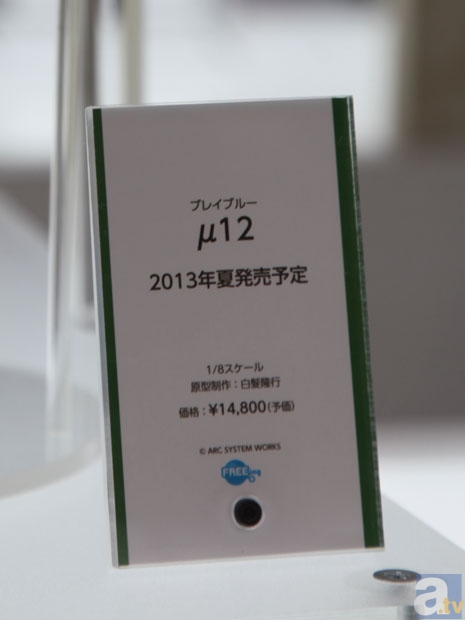 ブレイブルー
μ12
2013年夏発売予定
1/8スケール
原型制作:白髪隆行
価格:¥14,800(予価)
© ARC SYSTEM WORKS
FREEing
a.tv